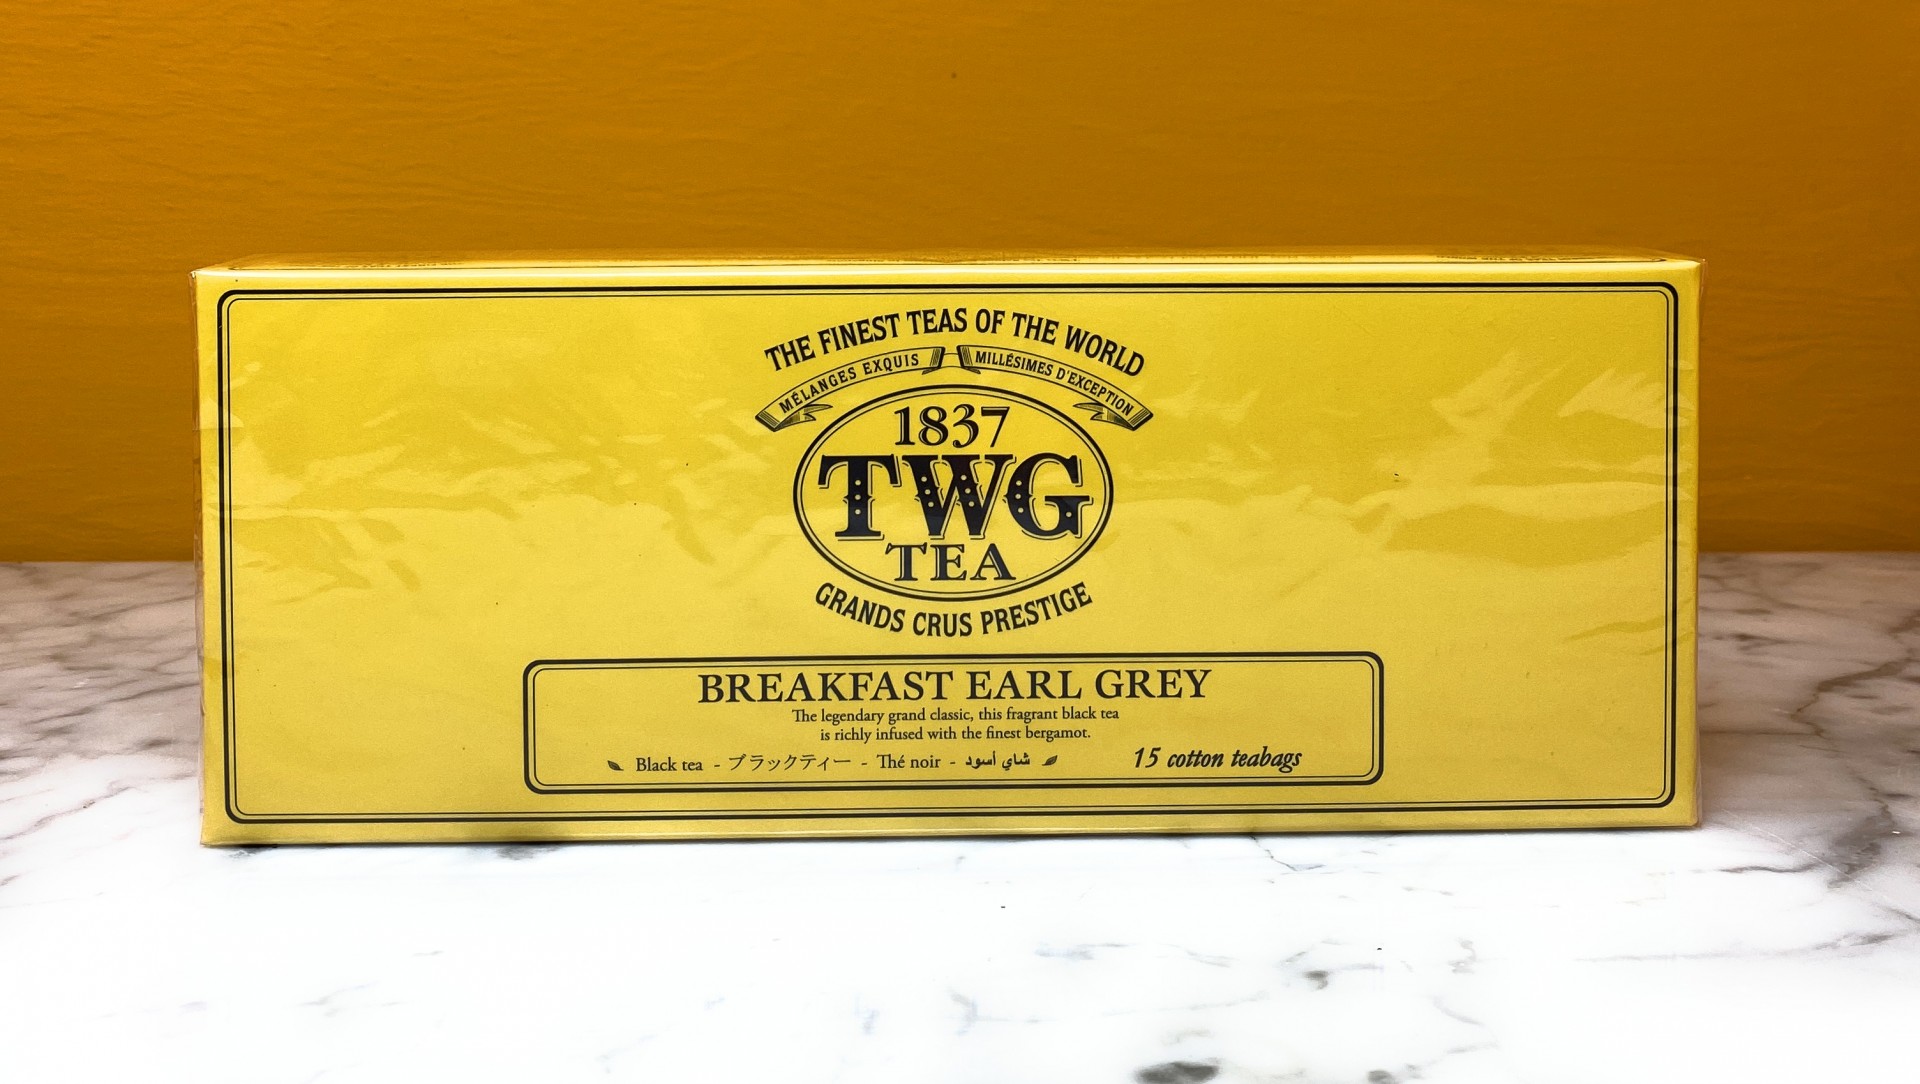 THE FINEST TEAS OF THE WORLD
MÉLANGES EXQUIS MILLÉSIMES D'EXCEPTION
1837
TWG
TEA
GRANDS CRUS PRESTIGE
BREAKFAST EARL GREY
The legendary grand classic, this fragrant black tea
is richly infused with the finest bergamot.
Black tea - ブラックティー - Thé noir - شاي أسود 15 cotton teabags